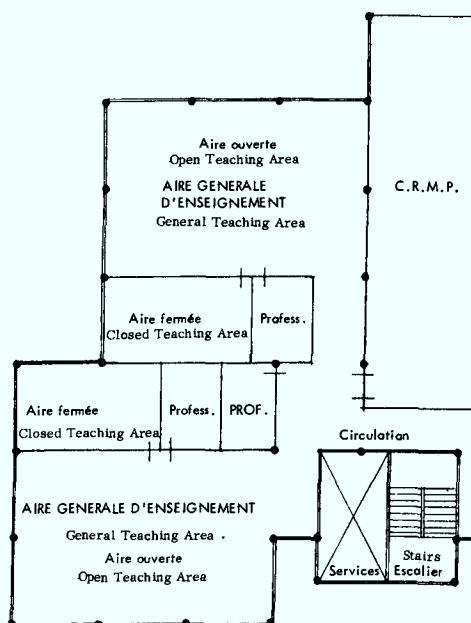 Aire ouverte
Open Teaching Area
AIRE GENERALE
D'ENSEIGNEMENT
General Teaching Area
C.R.M.P.
Aire fermée
Closed Teaching Area
Profess.
Aire fermée
Closed Teaching Area
Profess.
PROF.
Circulation
AIRE GENERALE D'ENSEIGNEMENT
General Teaching Area .
Aire ouverte
Open Teaching Area
Services
Stairs
Escalier